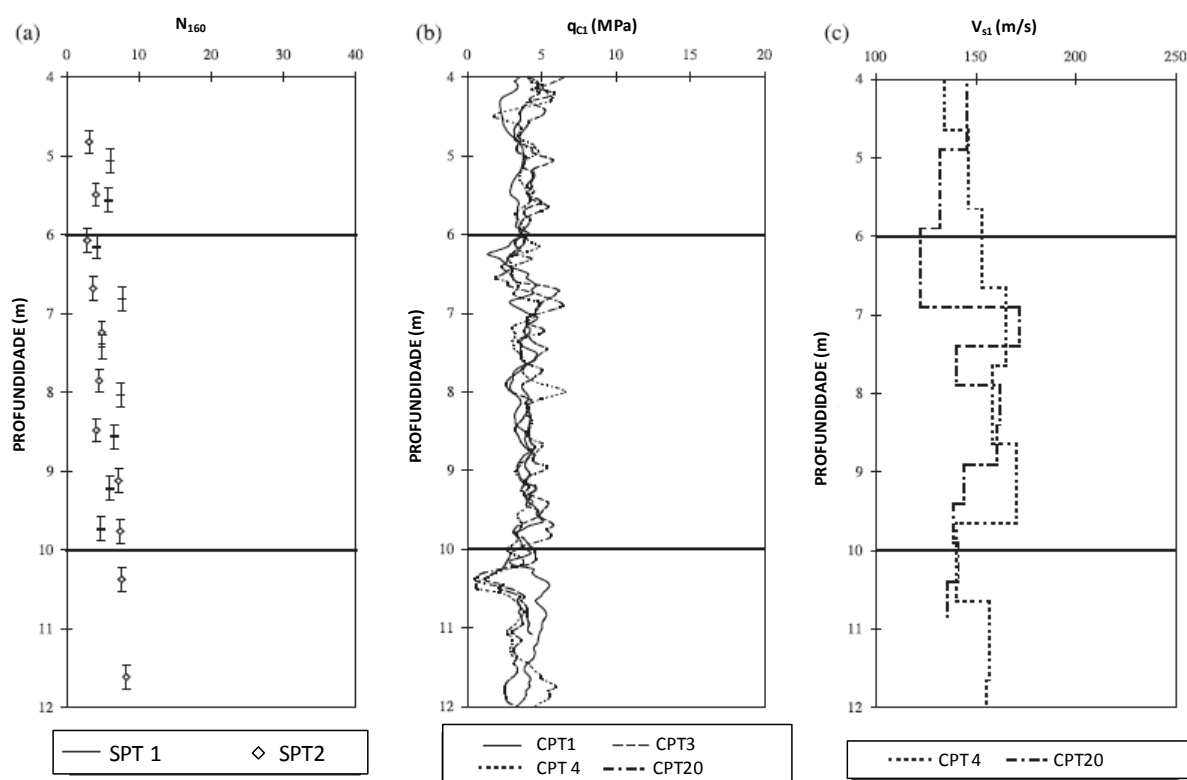 (a)
N160
0 10 20 30 40
4
5
6
7
8
9
10
11
12
PROFUNDIDADE (m)
SPT 1 SPT2
(b)
qC1 (MPa)
0 5 10 15 20
4
5
6
7
8
9
10
11
12
PROFUNDIDADE (m)
CPT1 CPT3
CPT 4 CPT20
(c)
Vs1 (m/s)
100 150 200 250
4
5
6
7
8
9
10
11
12
PROFUNDIDADE (m)
CPT 4 CPT20